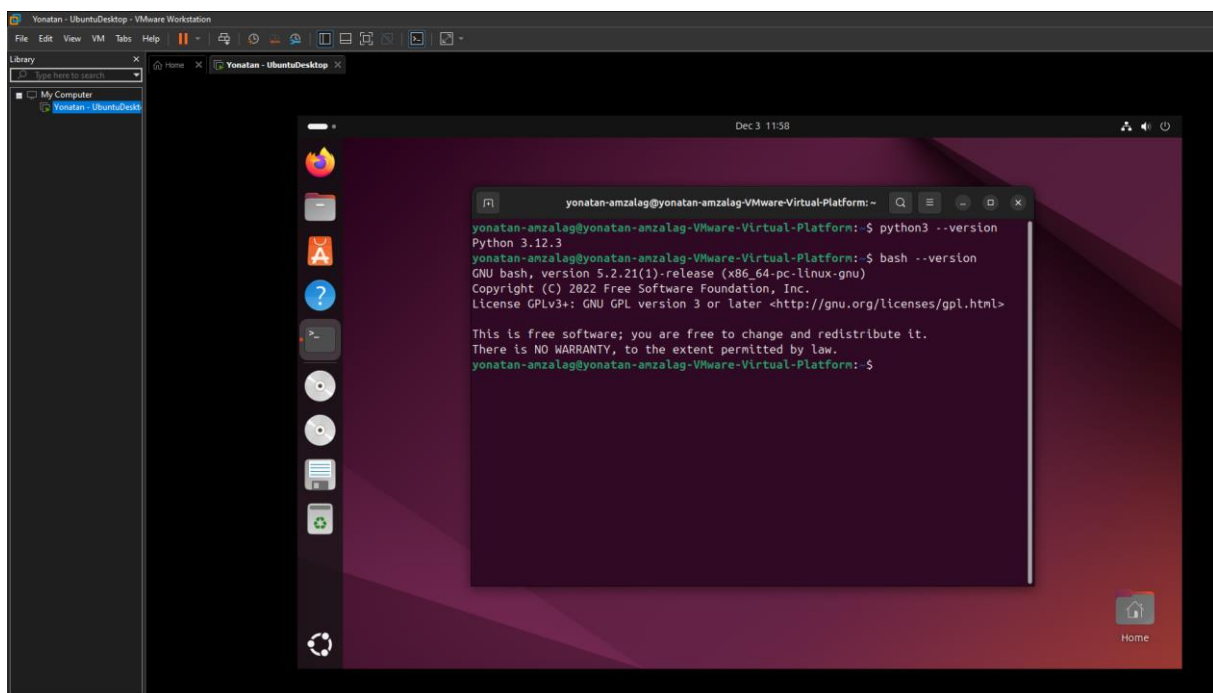 Yonatan - UbuntuDesktop - VMware Workstation
File Edit View VM Tabs Help
Library
Type here to search
My Computer
Yonatan - UbuntuDeskt
Home
Yonatan - UbuntuDesktop
Dec 3 11:58
yonatan-amzalag@yonatan-amzalag-VMware-Virtual-Platform: ~
yonatan-amzalag@yonatan-amzalag-VMware-Virtual-Platform:~$ python3 --version
Python 3.12.3
yonatan-amzalag@yonatan-amzalag-VMware-Virtual-Platform:~$ bash --version
GNU bash, version 5.2.21(1)-release (x86_64-pc-linux-gnu)
Copyright (C) 2022 Free Software Foundation, Inc.
License GPLv3+: GNU GPL version 3 or later <http://gnu.org/licenses/gpl.html>
This is free software; you are free to change and redistribute it.
There is NO WARRANTY, to the extent permitted by law.
yonatan-amzalag@yonatan-amzalag-VMware-Virtual-Platform:~$
Home